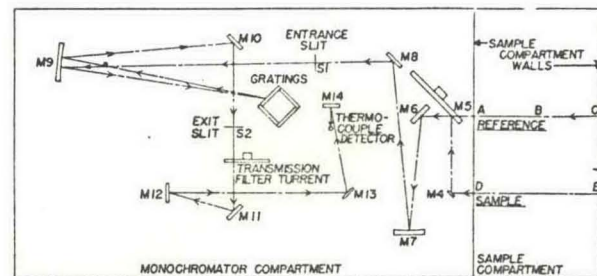 M10
ENTRANCE
SLIT
M9
S1
M8
SAMPLE
COMPARTMENT
WALLS
GRATINGS
M14
M6
M5
A
B
C
REFERENCE
EXIT
SLIT
S2
THERMO-
COUPLE
DETECTOR
TRANSMISSION
FILTER TURRENT
M12
M13
M4
D
E
SAMPLE
M11
M7
MONOCHROMATOR COMPARTMENT
SAMPLE
COMPARTMENT